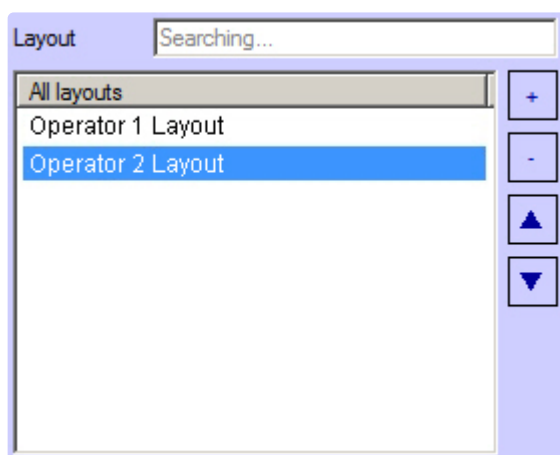 Layout Searching...
All layouts
+
Operator 1 Layout
Operator 2 Layout
-